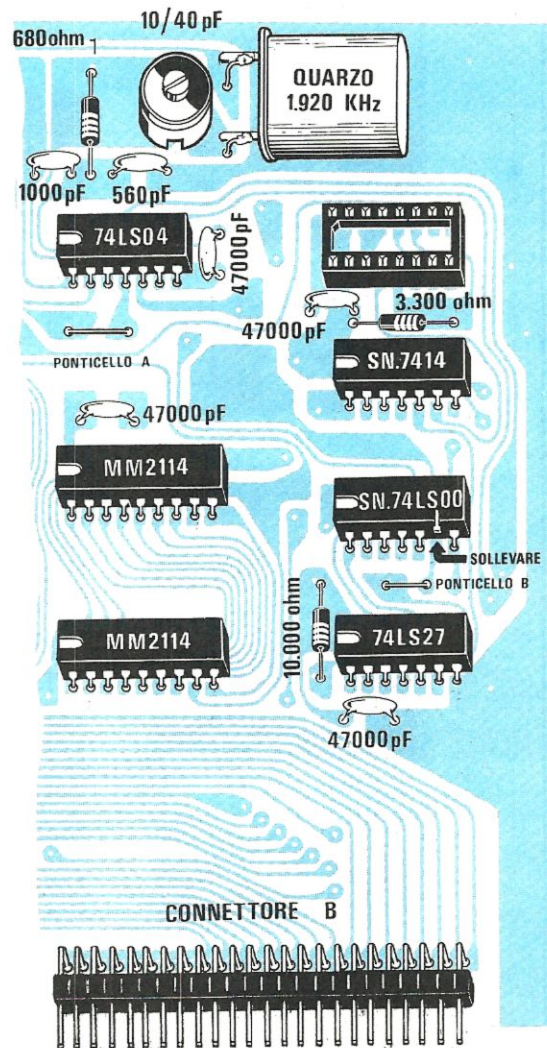 10/40 pF
680ohm
QUARZO
1.920 KHz
1000pF
560pF
74LS04
47000pF
47000pF
3.300 ohm
PONTICELLO A
SN.7414
47000pF
MM2114
SN.74LS00
SOLLEVARE
PONTICELLO B
10.000 ohm
MM2114
74LS27
47000pF
CONNETTORE B